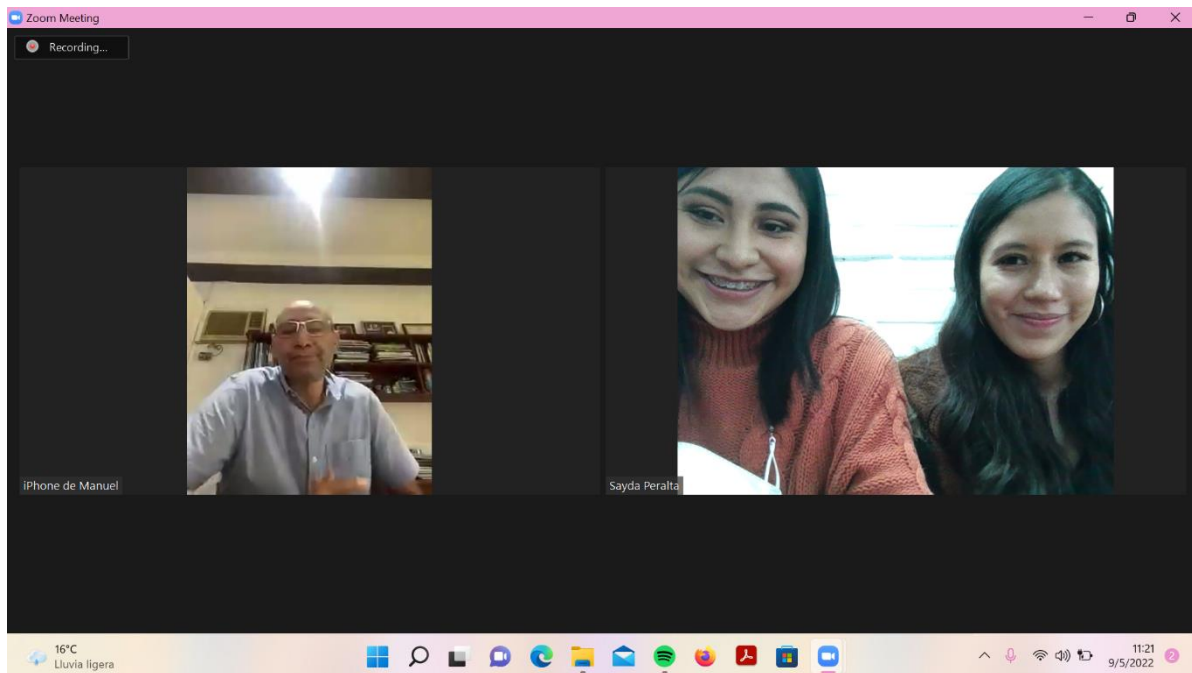 Zoom Meeting
Recording...
iPhone de Manuel
Sayda Peralta
16°C
Lluvia ligera
11:21
9/5/2022
2